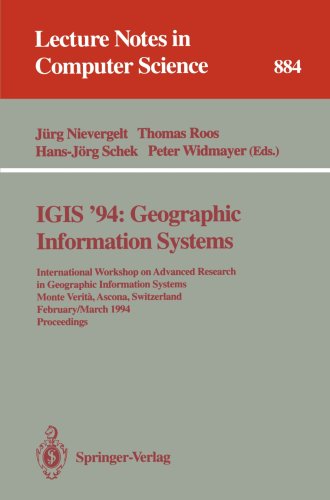 Lecture Notes in
Computer Science 884
Jürg Nievergelt Thomas Roos
Hans-Jörg Schek Peter Widmayer (Eds.)
IGIS '94: Geographic
Information Systems
International Workshop on Advanced Research
in Geographic Information Systems
Monte Verità, Ascona, Switzerland
February/March 1994
Proceedings
Springer-Verlag